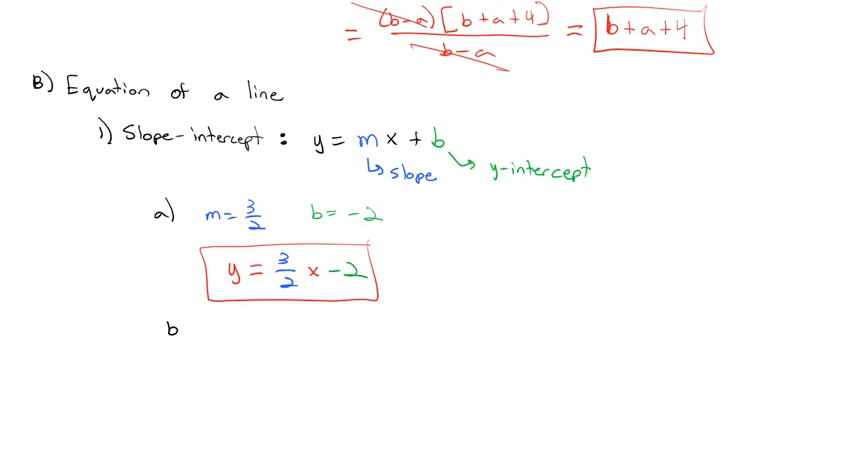 = (b-a) [b+a+4] / b-a = b+a+4
B) Equation of a line
1) Slope-intercept : y = mx + b
↳ slope
↘ y-intercept
a) m = 3/2 b = -2
y = 3/2 x - 2
b